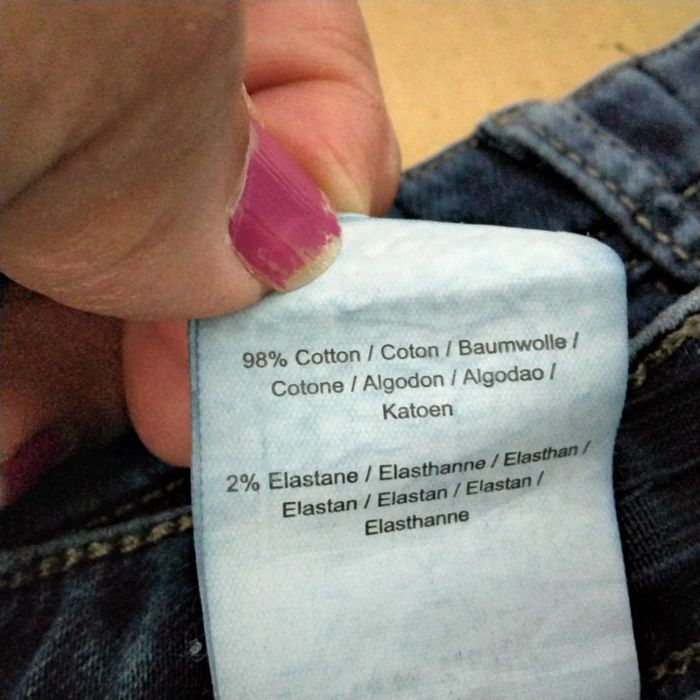 98% Cotton / Coton / Baumwolle /
Cotone / Algodon / Algodao /
Katoen
2% Elastane / Elasthanne / Elasthan /
Elastan / Elastan / Elastan /
Elasthanne